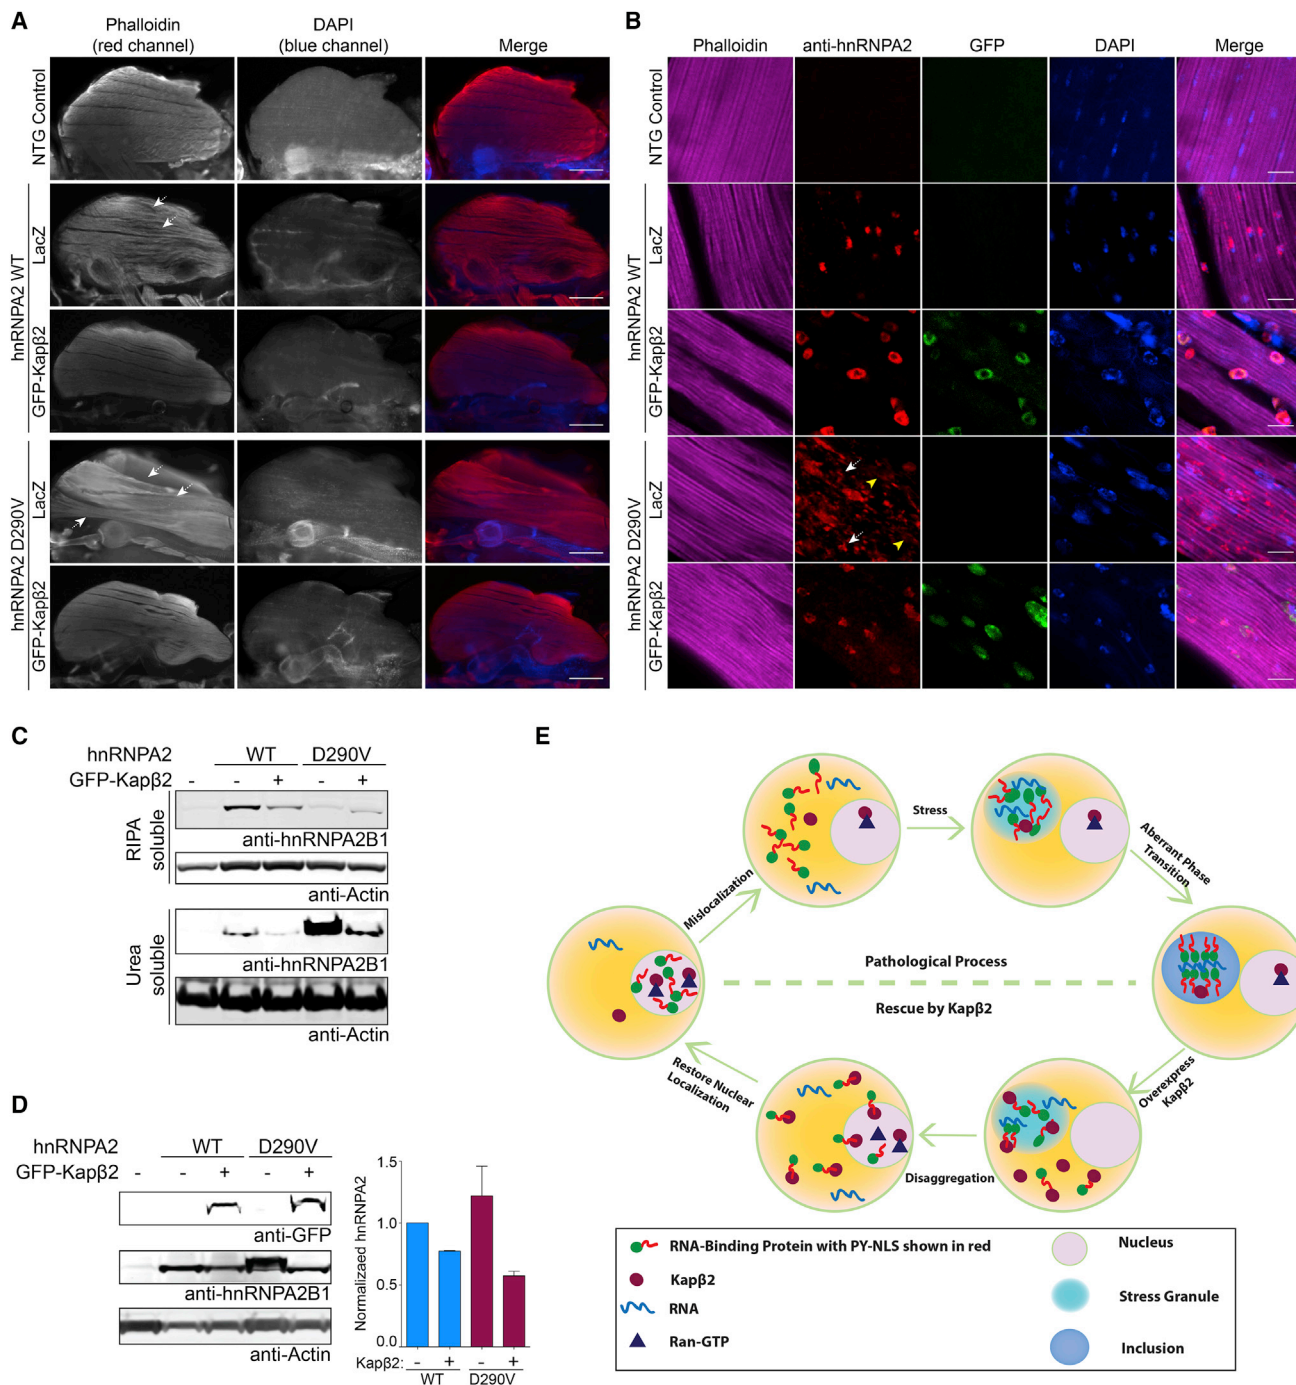 A
Phalloidin
(red channel)
DAPI
(blue channel)
Merge
NTG Control
hnRNPA2 WT
LacZ
GFP-Kapβ2
hnRNPA2 D290V
LacZ
GFP-Kapβ2
B
Phalloidin anti-hnRNPA2 GFP DAPI Merge
NTG Control
hnRNPA2 WT
LacZ
GFP-Kapβ2
hnRNPA2 D290V
LacZ
GFP-Kapβ2
C
hnRNPA2 WT D290V
GFP-Kapβ2 - - + - +
RIPA
soluble
anti-hnRNPA2B1
anti-Actin
Urea
soluble
anti-hnRNPA2B1
anti-Actin
D
hnRNPA2 WT D290V
GFP-Kapβ2 - - + - +
anti-GFP
anti-hnRNPA2B1
anti-Actin
Normalizaed hnRNPA2
1.5
1.0
0.5
0.0
Kapβ2: - + - +
WT D290V
E
Mislocalization
Stress
Aberrant Phase
Transition
Pathological Process
Rescue by Kapβ2
Overexpress
Kapβ2
Disaggregation
Restore Nuclear
Localization
RNA-Binding Protein with PY-NLS shown in red
Kapβ2
RNA
Ran-GTP
Nucleus
Stress Granule
Inclusion